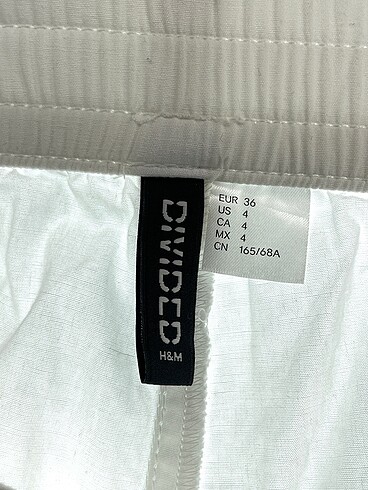 DIVIDED
H&M
EUR 36
US 4
CA 4
MX 4
CN 165/68A